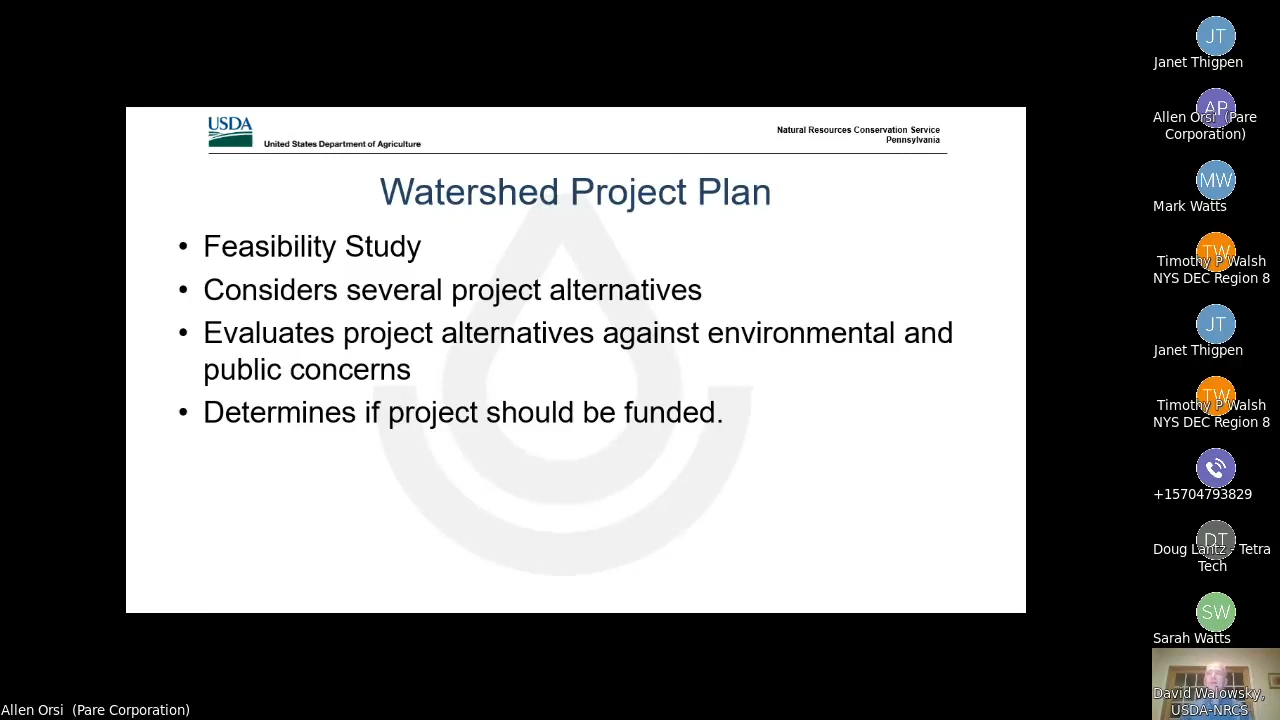 USDA
United States Department of Agriculture
Natural Resources Conservation Service
Pennsylvania
Watershed Project Plan
• Feasibility Study
• Considers several project alternatives
• Evaluates project alternatives against environmental and
public concerns
• Determines if project should be funded.
JT
Janet Thigpen
AP
Allen Orsi (Pare
Corporation)
MW
Mark Watts
TW
Timothy P Walsh
NYS DEC Region 8
JT
Janet Thigpen
TW
Timothy P Walsh
NYS DEC Region 8
+15704793829
DT
Doug Lantz - Tetra
Tech
SW
Sarah Watts
David Walowsky,
USDA-NRCS
Allen Orsi (Pare Corporation)